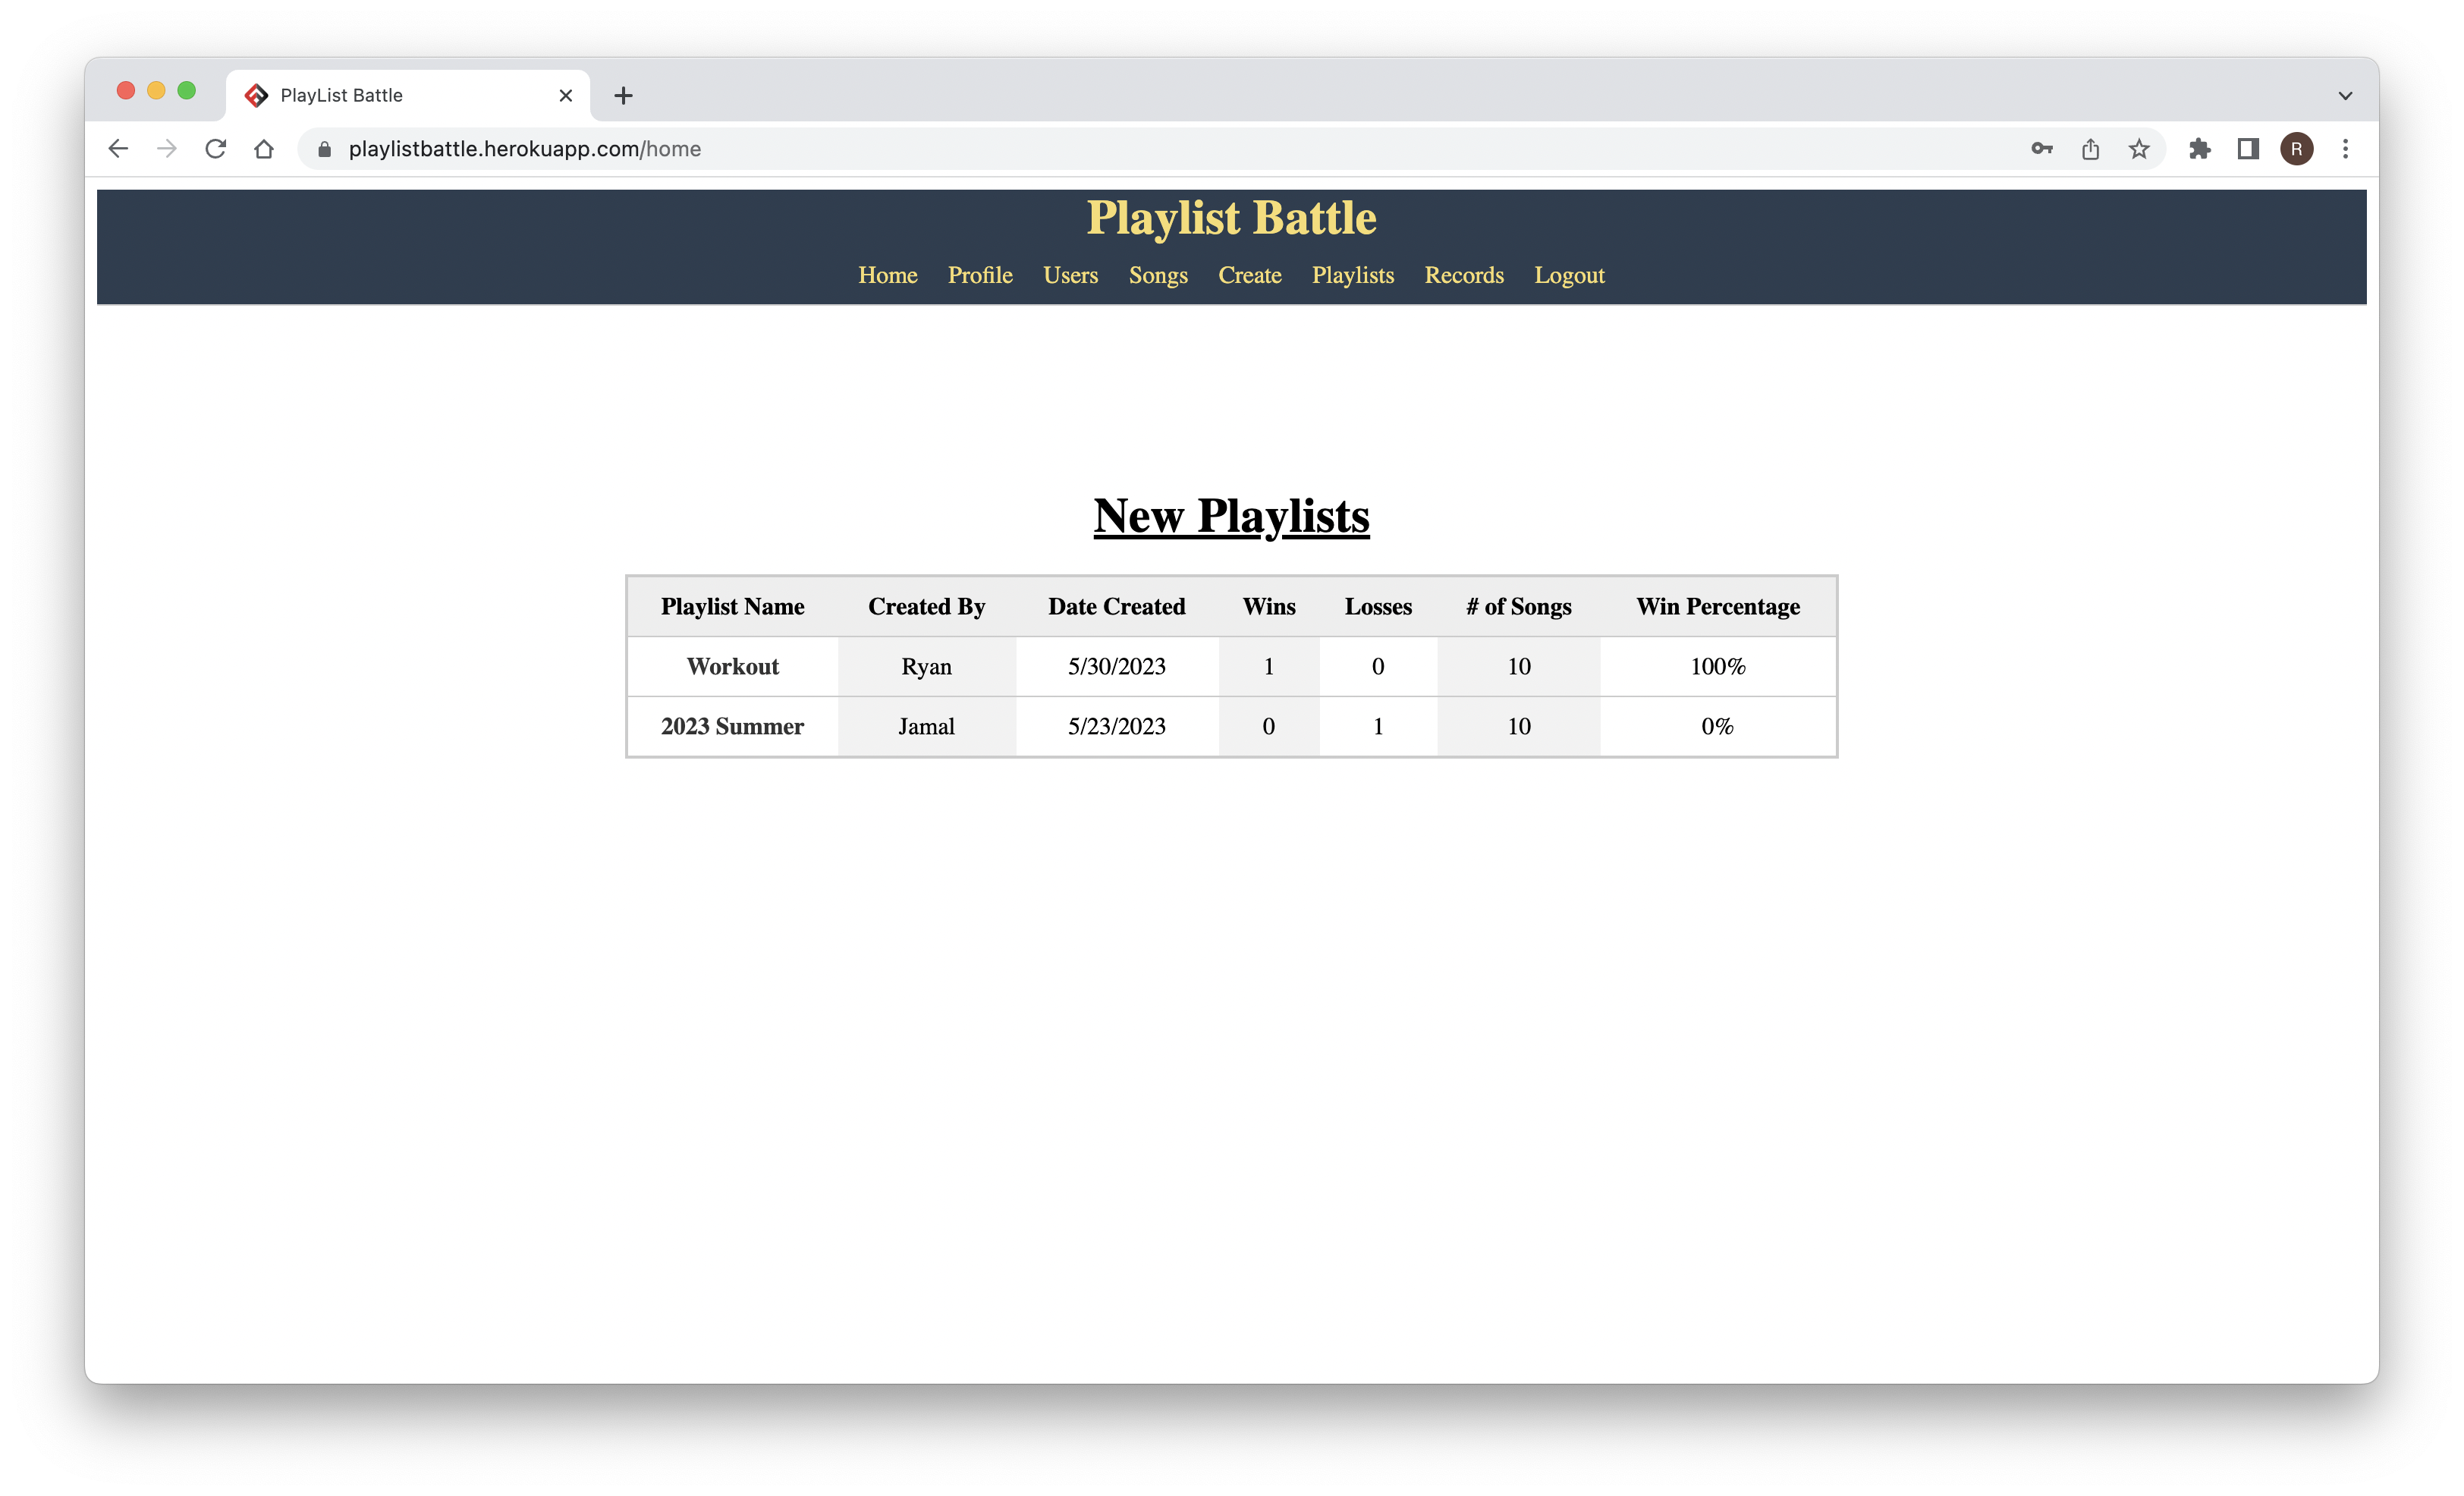 PlayList Battle
playlistbattle.herokuapp.com/home
R
Playlist Battle
Home Profile Users Songs Create Playlists Records Logout
New Playlists
Playlist Name Created By Date Created Wins Losses # of Songs Win Percentage
Workout Ryan 5/30/2023 1 0 10 100%
2023 Summer Jamal 5/23/2023 0 1 10 0%